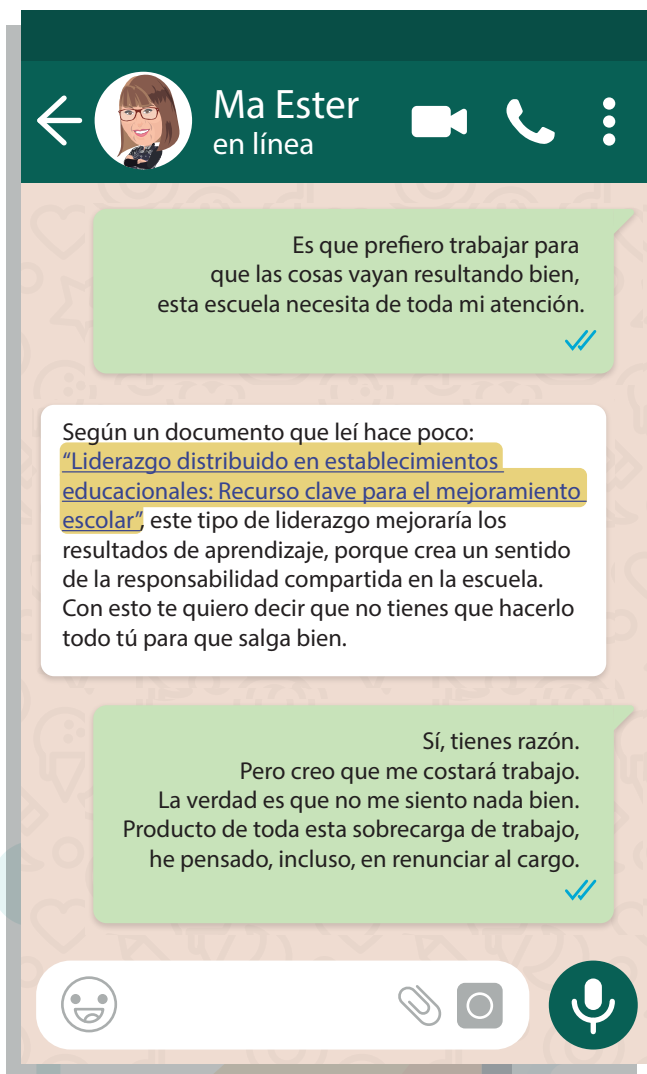 Ma Ester
en línea
Es que prefiero trabajar para
que las cosas vayan resultando bien,
esta escuela necesita de toda mi atención.
Según un documento que leí hace poco:
“Liderazgo distribuido en establecimientos
educacionales: Recurso clave para el mejoramiento
escolar”, este tipo de liderazgo mejoraría los
resultados de aprendizaje, porque crea un sentido
de la responsabilidad compartida en la escuela.
Con esto te quiero decir que no tienes que hacerlo
todo tú para que salga bien.
Sí, tienes razón.
Pero creo que me costará trabajo.
La verdad es que no me siento nada bien.
Producto de toda esta sobrecarga de trabajo,
he pensado, incluso, en renunciar al cargo.